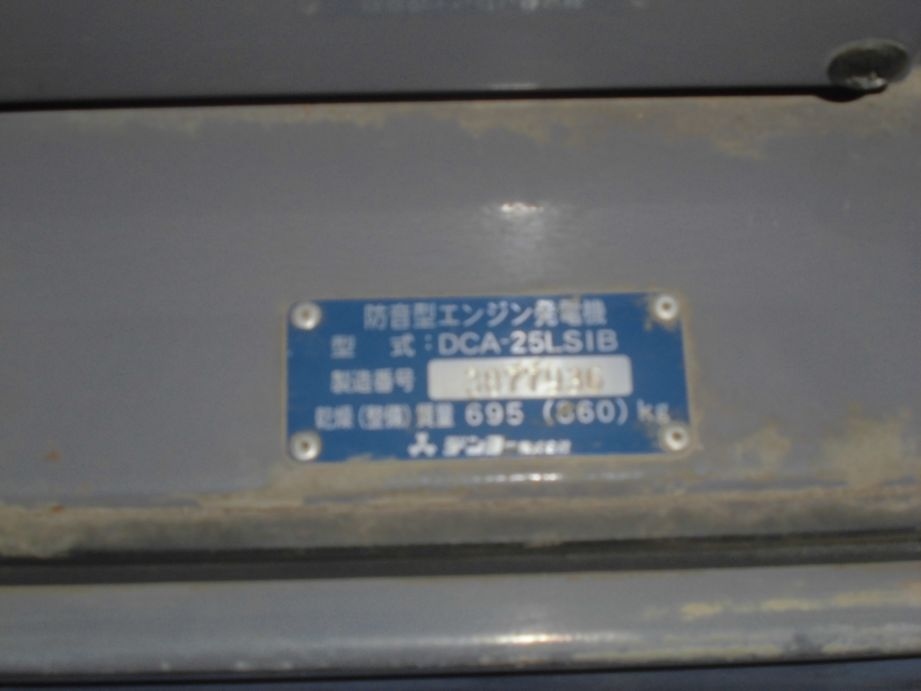 防音型エンジン発電機
型 式：DCA-25LSIB
製造番号
乾燥(整備)質量 695 (860) kg
デンヨー株式会社